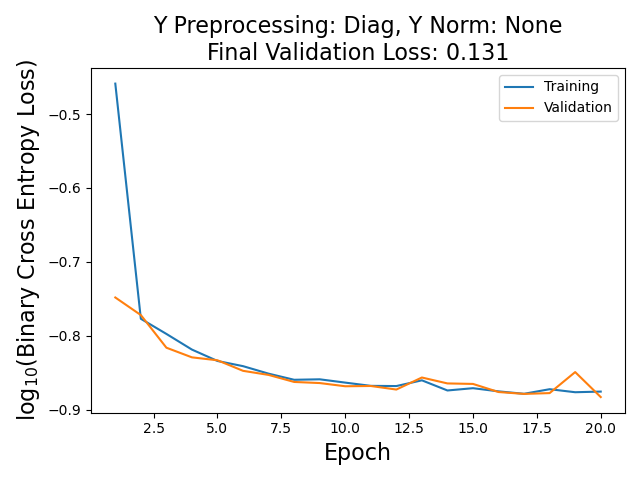 Y Preprocessing: Diag, Y Norm: None
Final Validation Loss: 0.131
Training
Validation
log₁₀(Binary Cross Entropy Loss)
−0.5
−0.6
−0.7
−0.8
−0.9
2.5 5.0 7.5 10.0 12.5 15.0 17.5 20.0
Epoch